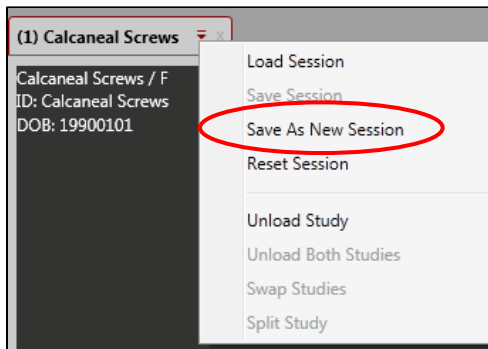 (1) Calcaneal Screws
Calcaneal Screws / F
ID: Calcaneal Screws
DOB: 19900101
Load Session
Save Session
Save As New Session
Reset Session
Unload Study
Unload Both Studies
Swap Studies
Split Study